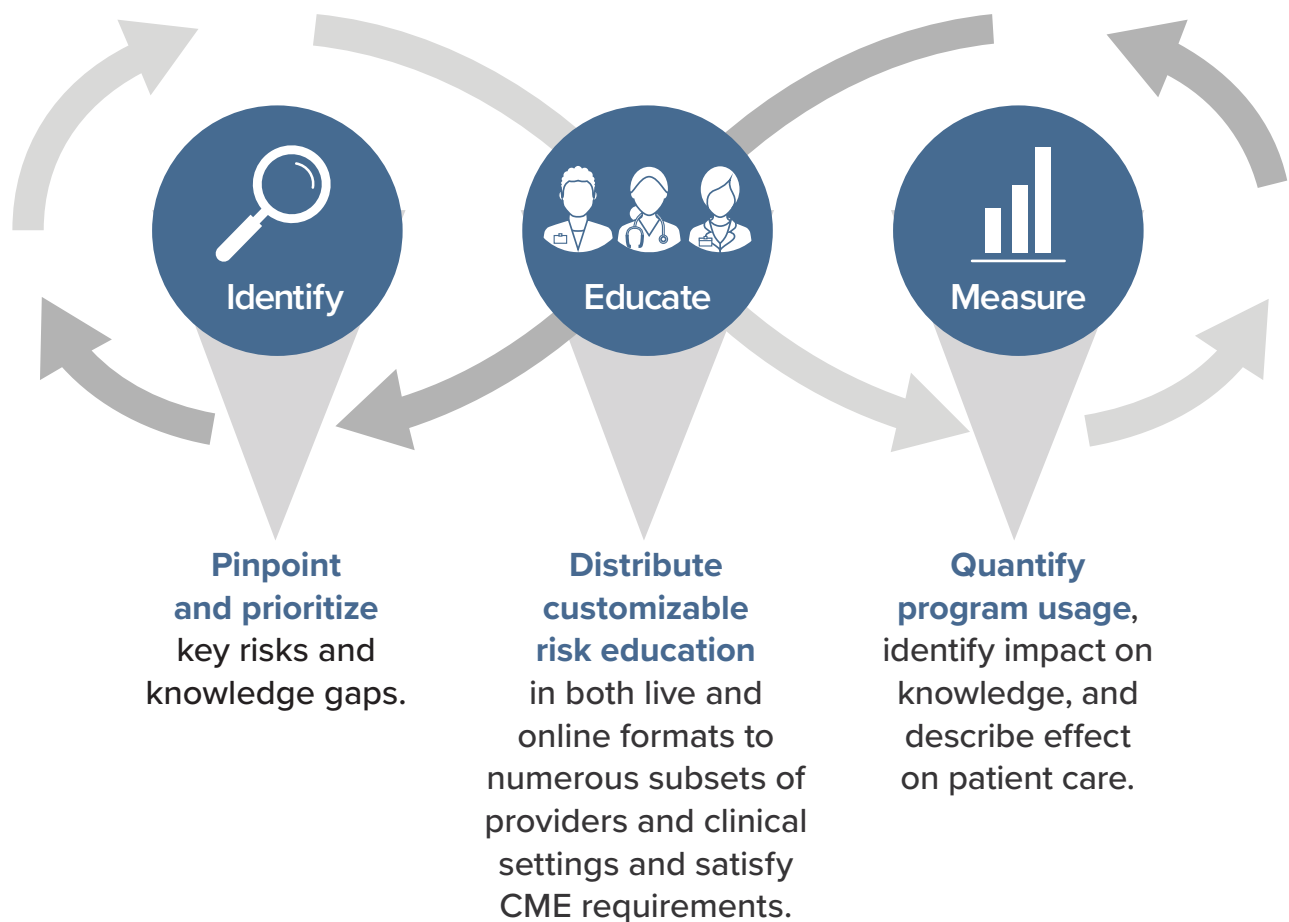 Identify
Educate
Measure
Pinpoint
and prioritize
key risks and
knowledge gaps.
Distribute
customizable
risk education
in both live and
online formats to
numerous subsets of
providers and clinical
settings and satisfy
CME requirements.
Quantify
program usage,
identify impact on
knowledge, and
describe effect
on patient care.